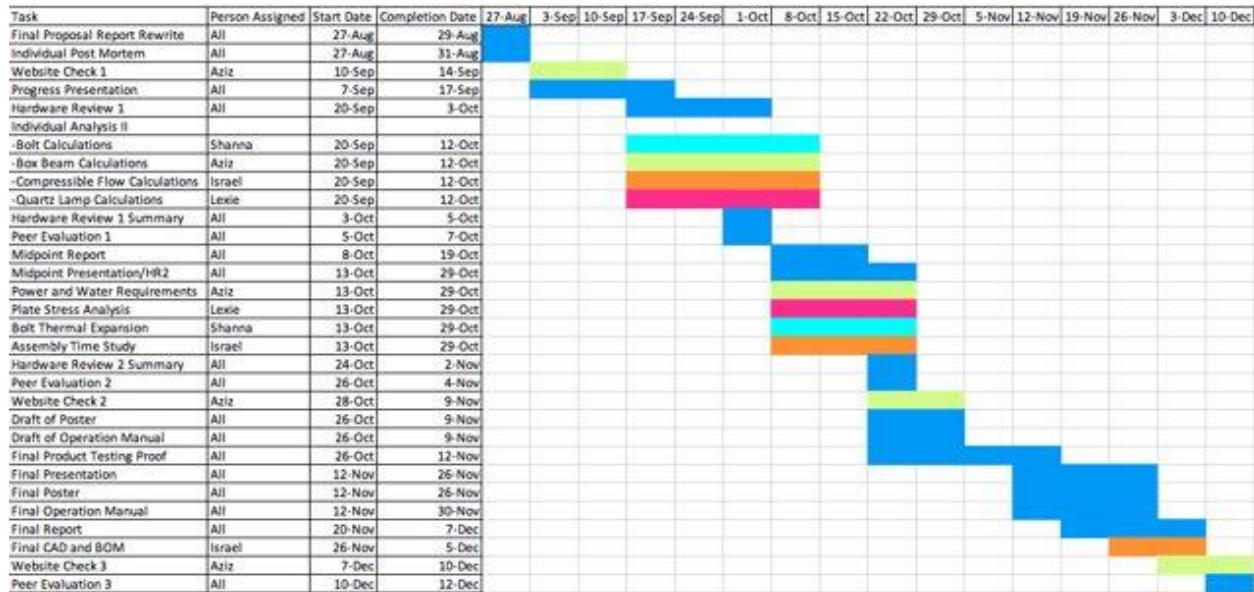 Task Person Assigned Start Date Completion Date 27-Aug 3-Sep 10-Sep 17-Sep 24-Sep 1-Oct 8-Oct 15-Oct 22-Oct 29-Oct 5-Nov 12-Nov 19-Nov 26-Nov 3-Dec 10-Dec
Final Proposal Report Rewrite All 27-Aug 29-Aug
Individual Post Mortem All 27-Aug 31-Aug
Website Check 1 Aziz 10-Sep 14-Sep
Progress Presentation All 7-Sep 17-Sep
Hardware Review 1 All 20-Sep 3-Oct
Individual Analysis II
-Bolt Calculations Shanna 20-Sep 12-Oct
-Box Beam Calculations Aziz 20-Sep 12-Oct
-Compressible Flow Calculations Israel 20-Sep 12-Oct
-Quartz Lamp Calculations Lexie 20-Sep 12-Oct
Hardware Review 1 Summary All 3-Oct 5-Oct
Peer Evaluation 1 All 5-Oct 7-Oct
Midpoint Report All 8-Oct 19-Oct
Midpoint Presentation/HR2 All 13-Oct 29-Oct
Power and Water Requirements Aziz 13-Oct 29-Oct
Plate Stress Analysis Lexie 13-Oct 29-Oct
Bolt Thermal Expansion Shanna 13-Oct 29-Oct
Assembly Time Study Israel 13-Oct 29-Oct
Hardware Review 2 Summary All 24-Oct 2-Nov
Peer Evaluation 2 All 26-Oct 4-Nov
Website Check 2 Aziz 28-Oct 9-Nov
Draft of Poster All 26-Oct 9-Nov
Draft of Operation Manual All 26-Oct 9-Nov
Final Product Testing Proof All 26-Oct 12-Nov
Final Presentation All 12-Nov 26-Nov
Final Poster All 12-Nov 26-Nov
Final Operation Manual All 12-Nov 30-Nov
Final Report All 20-Nov 7-Dec
Final CAD and BOM Israel 26-Nov 5-Dec
Website Check 3 Aziz 7-Dec 10-Dec
Peer Evaluation 3 All 10-Dec 12-Dec